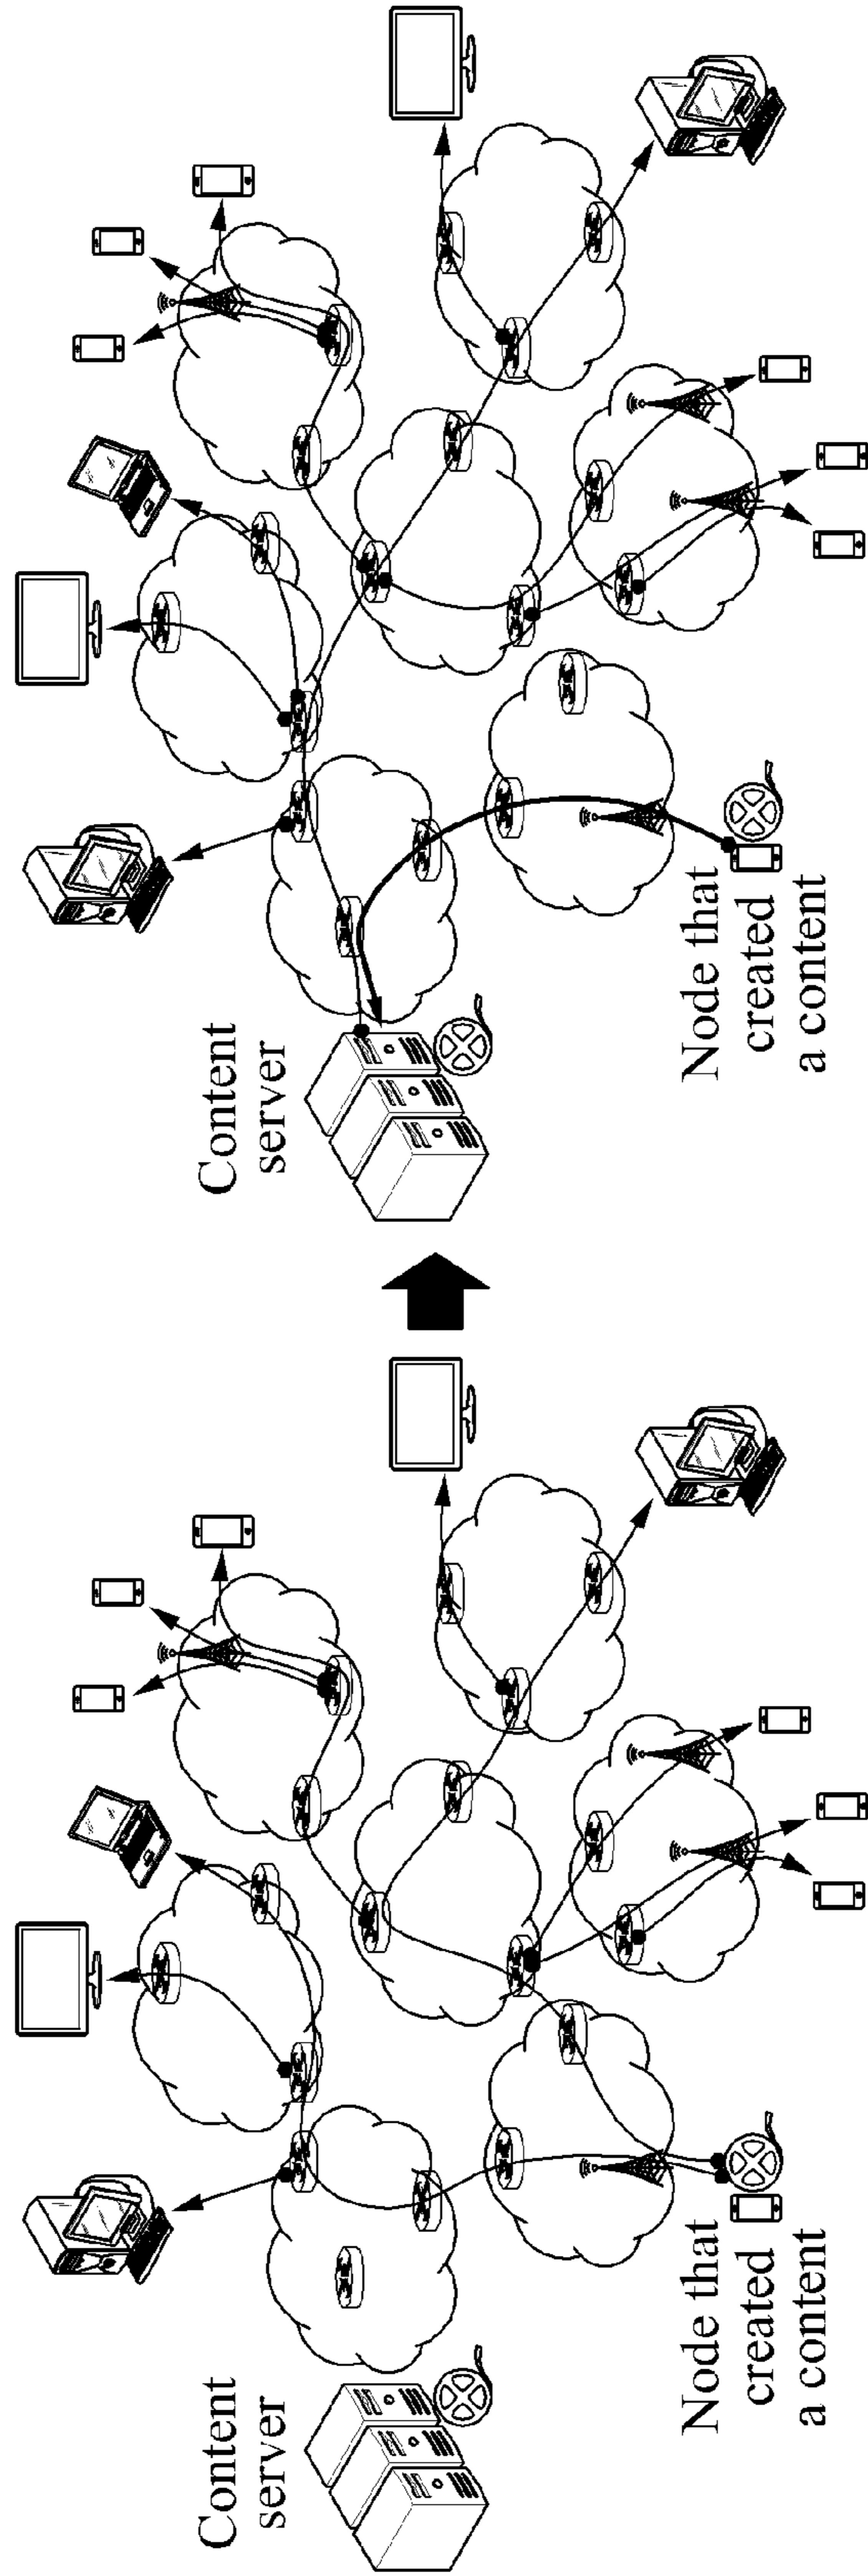 Content
server
Node that
created
a content
Content
server
Node that
created
a content